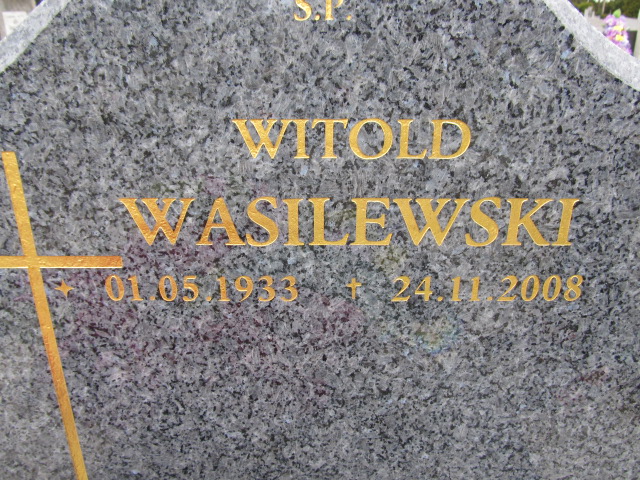 S.P.
WITOLD
WASILEWSKI
01.05.1933 † 24.11.2008